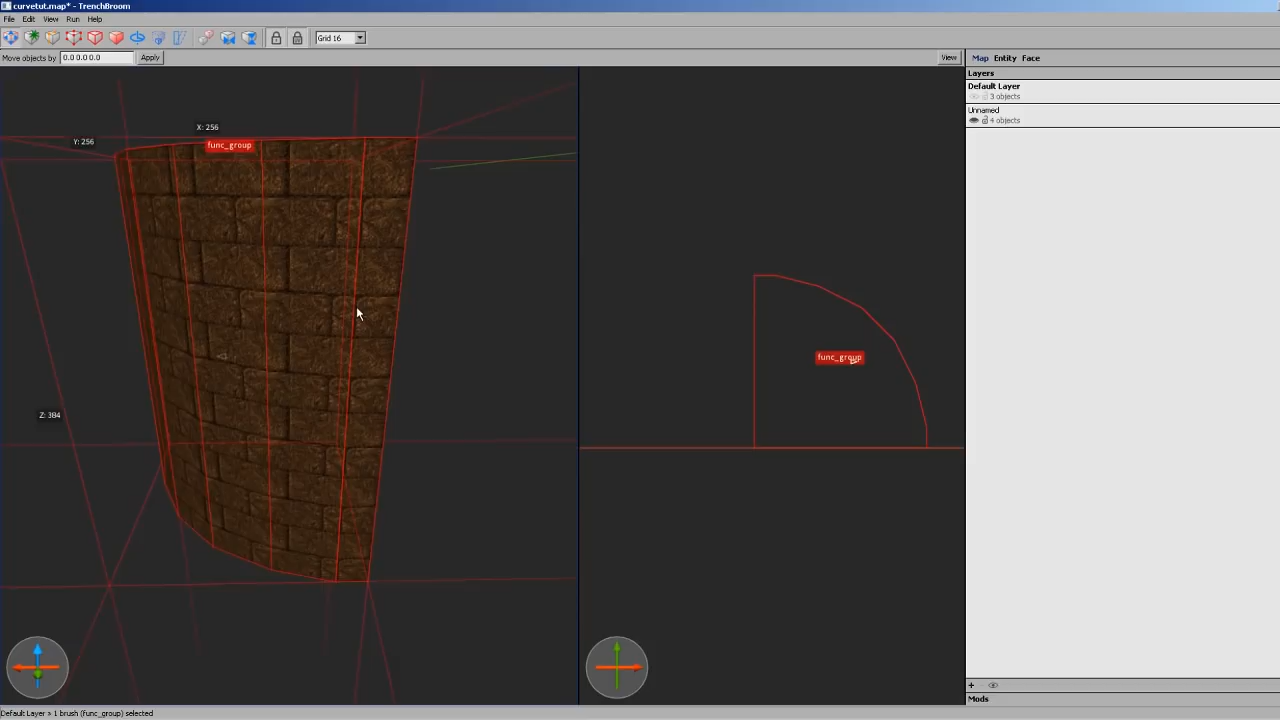 curvetut.map* - TrenchBroom
File Edit View Run Help
Grid 16
Move objects by 0.0 0.0 0.0 Apply View
Map Entity Face
Layers
Default Layer
3 objects
Unnamed
4 objects
X: 256
Y: 256
func_group
Z: 384
func_group
Mods
Default Layer > 1 brush (func_group) selected